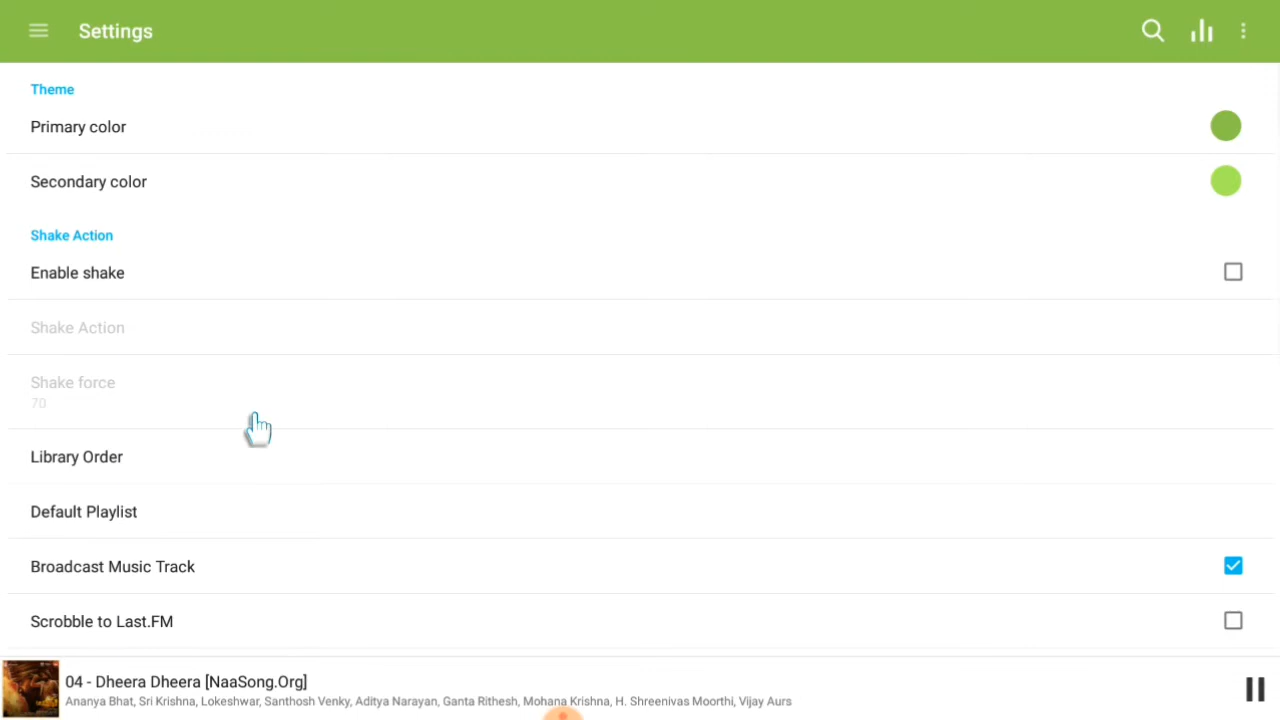 Settings
Theme
Primary color
Secondary color
Shake Action
Enable shake
Shake Action
Shake force
70
Library Order
Default Playlist
Broadcast Music Track
Scrobble to Last.FM
04 - Dheera Dheera [NaaSong.Org]
Ananya Bhat, Sri Krishna, Lokeshwar, Santhosh Venky, Aditya Narayan, Ganta Rithesh, Mohana Krishna, H. Shreenivas Moorthi, Vijay Aurs